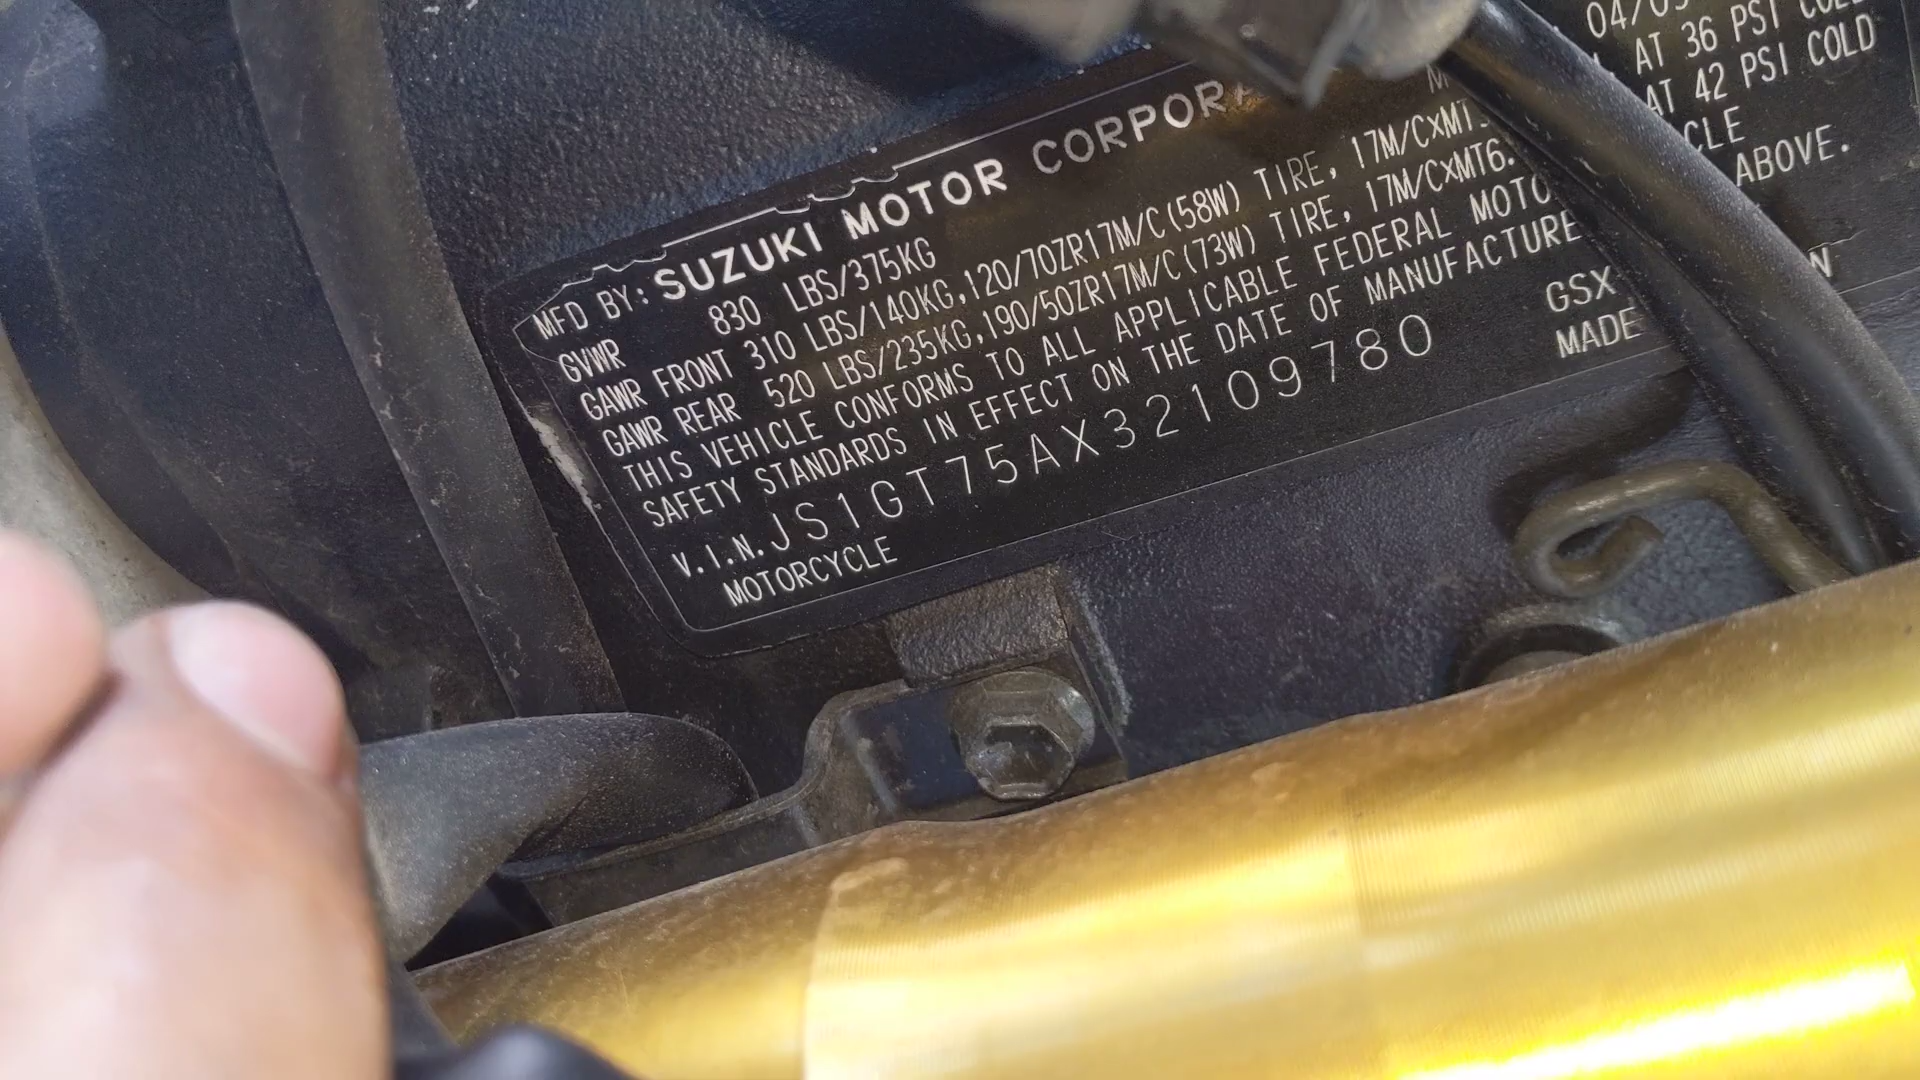 MFD BY: SUZUKI MOTOR CORPORA
GVWR 830 LBS/375KG
GAWR FRONT 310 LBS/140KG,120/70ZR17M/C(58W) TIRE, 17M/CxMT
GAWR REAR 520 LBS/235KG,190/50ZR17M/C(73W) TIRE, 17M/CxMT6.
THIS VEHICLE CONFORMS TO ALL APPLICABLE FEDERAL MOTO
SAFETY STANDARDS IN EFFECT ON THE DATE OF MANUFACTURE
V.I.N.JS1GT75AX32109780 GSX
MOTORCYCLE MADE
AT 36 PSI COLD
AT 42 PSI COLD
CLE
ABOVE.